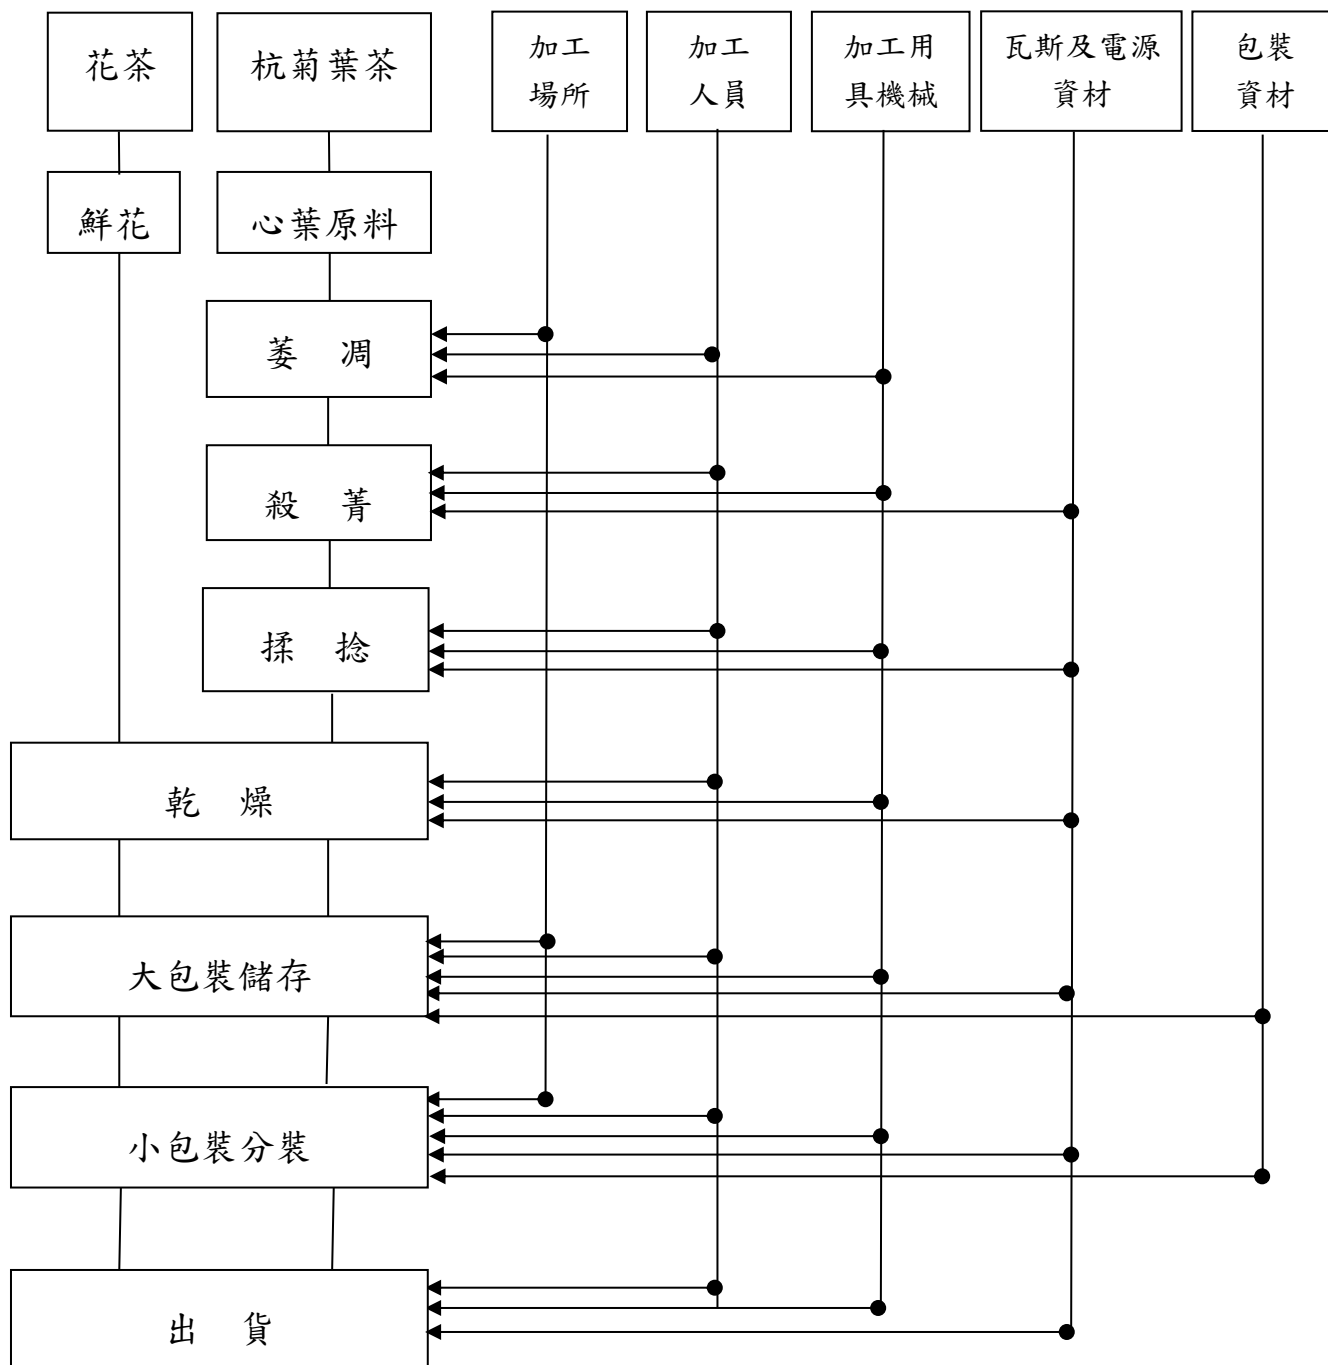 花茶
杭菊葉茶
加工
場所
加工
人員
加工用
具機械
瓦斯及電源
資材
包裝
資材
鮮花
心葉原料
萎凋
殺菁
揉捻
乾燥
大包裝儲存
小包裝分裝
出貨